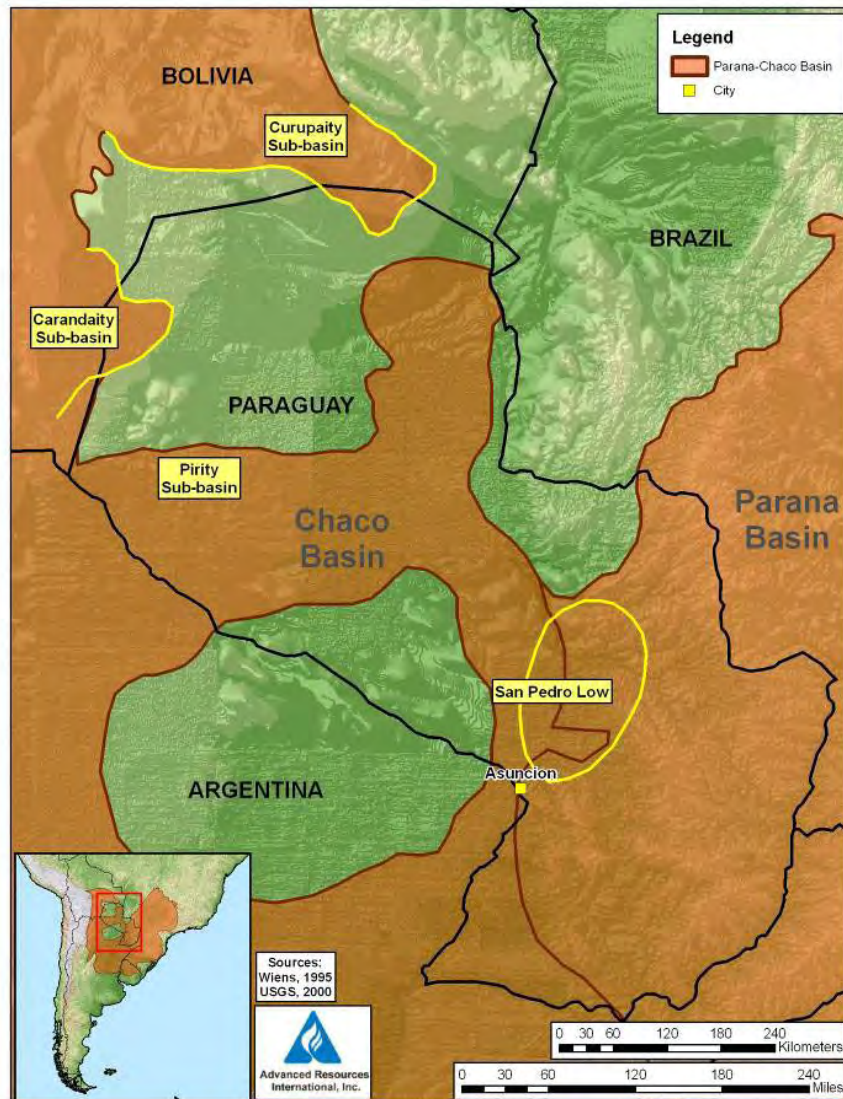 Legend
Parana-Chaco Basin
City
BOLIVIA
Curupaity
Sub-basin
BRAZIL
Carandaity
Sub-basin
PARAGUAY
Pirity
Sub-basin
Chaco
Basin
Parana
Basin
San Pedro Low
Asuncion
ARGENTINA
Sources:
Wiens, 1995
USGS, 2000
Advanced Resources
International, Inc.
0 30 60 120 180 240
Kilometers
0 30 60 120 180 240
Miles